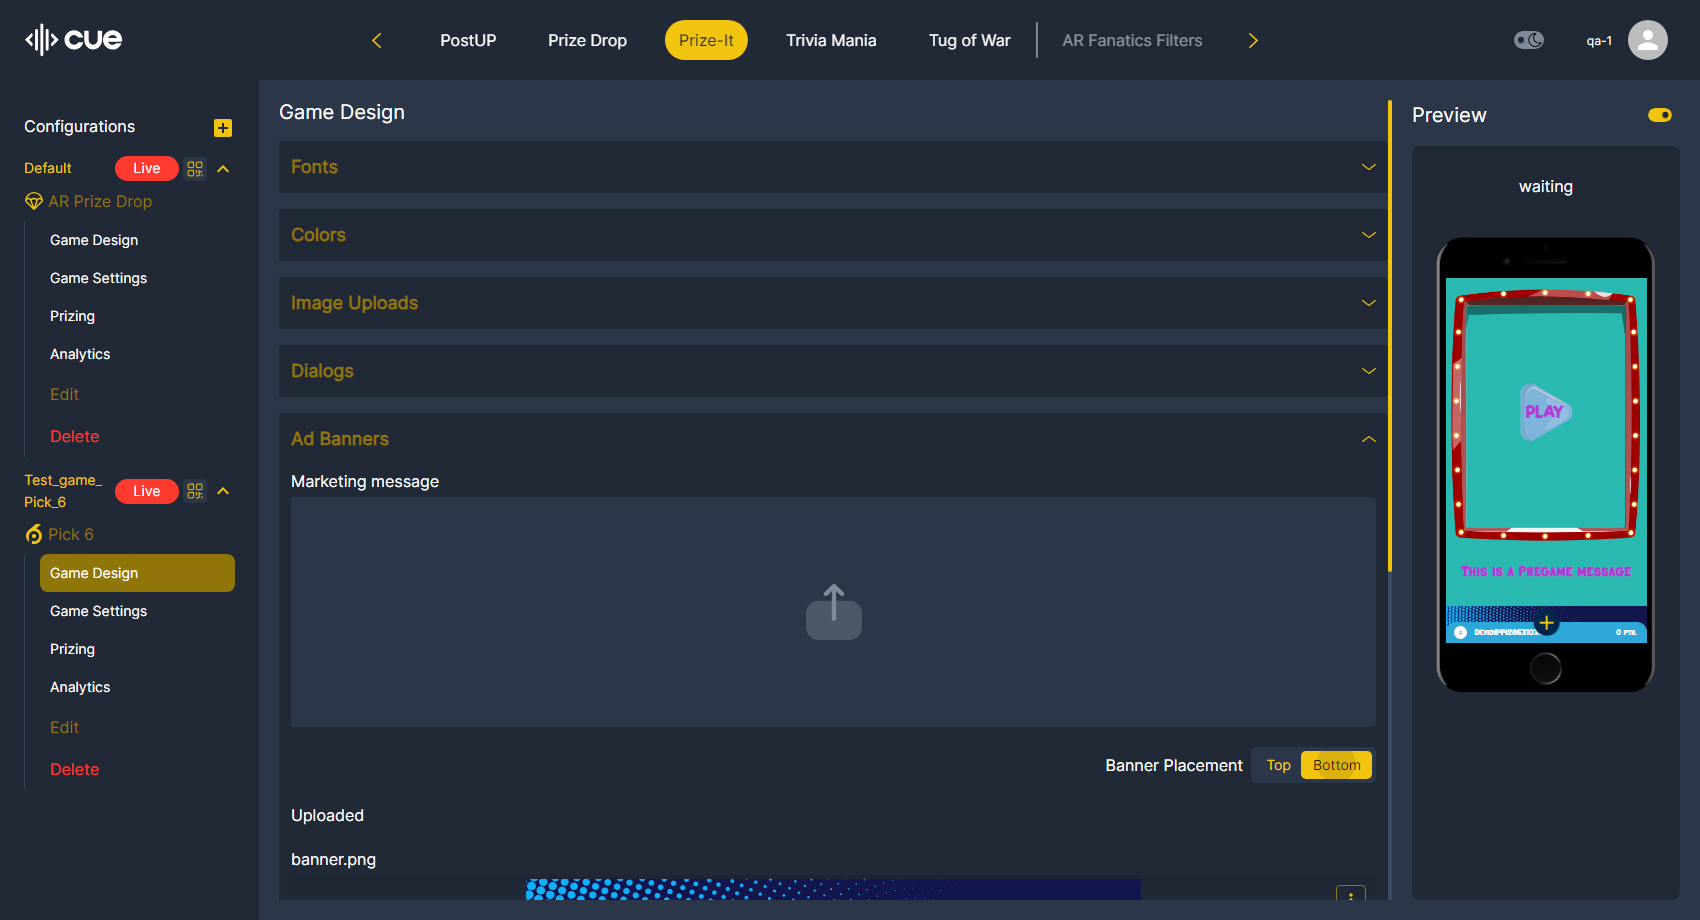 cue
PostUP
Prize Drop
Prize-It
Trivia Mania
Tug of War
AR Fanatics Filters
qa-1
Configurations
Default
Live
AR Prize Drop
Game Design
Game Settings
Prizing
Analytics
Edit
Delete
Test_game_
Pick_6
Live
Pick 6
Game Design
Game Settings
Prizing
Analytics
Edit
Delete
Game Design
Fonts
Colors
Image Uploads
Dialogs
Ad Banners
Marketing message
Banner Placement
Top
Bottom
Uploaded
banner.png
Preview
waiting
PLAY
This is a Pregame message
0 pts.